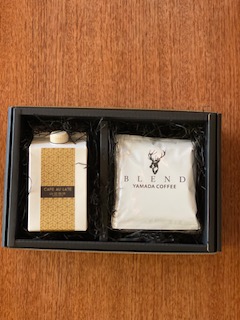 CAFE AU LAIT
BLEND
YAMADA COFFEE